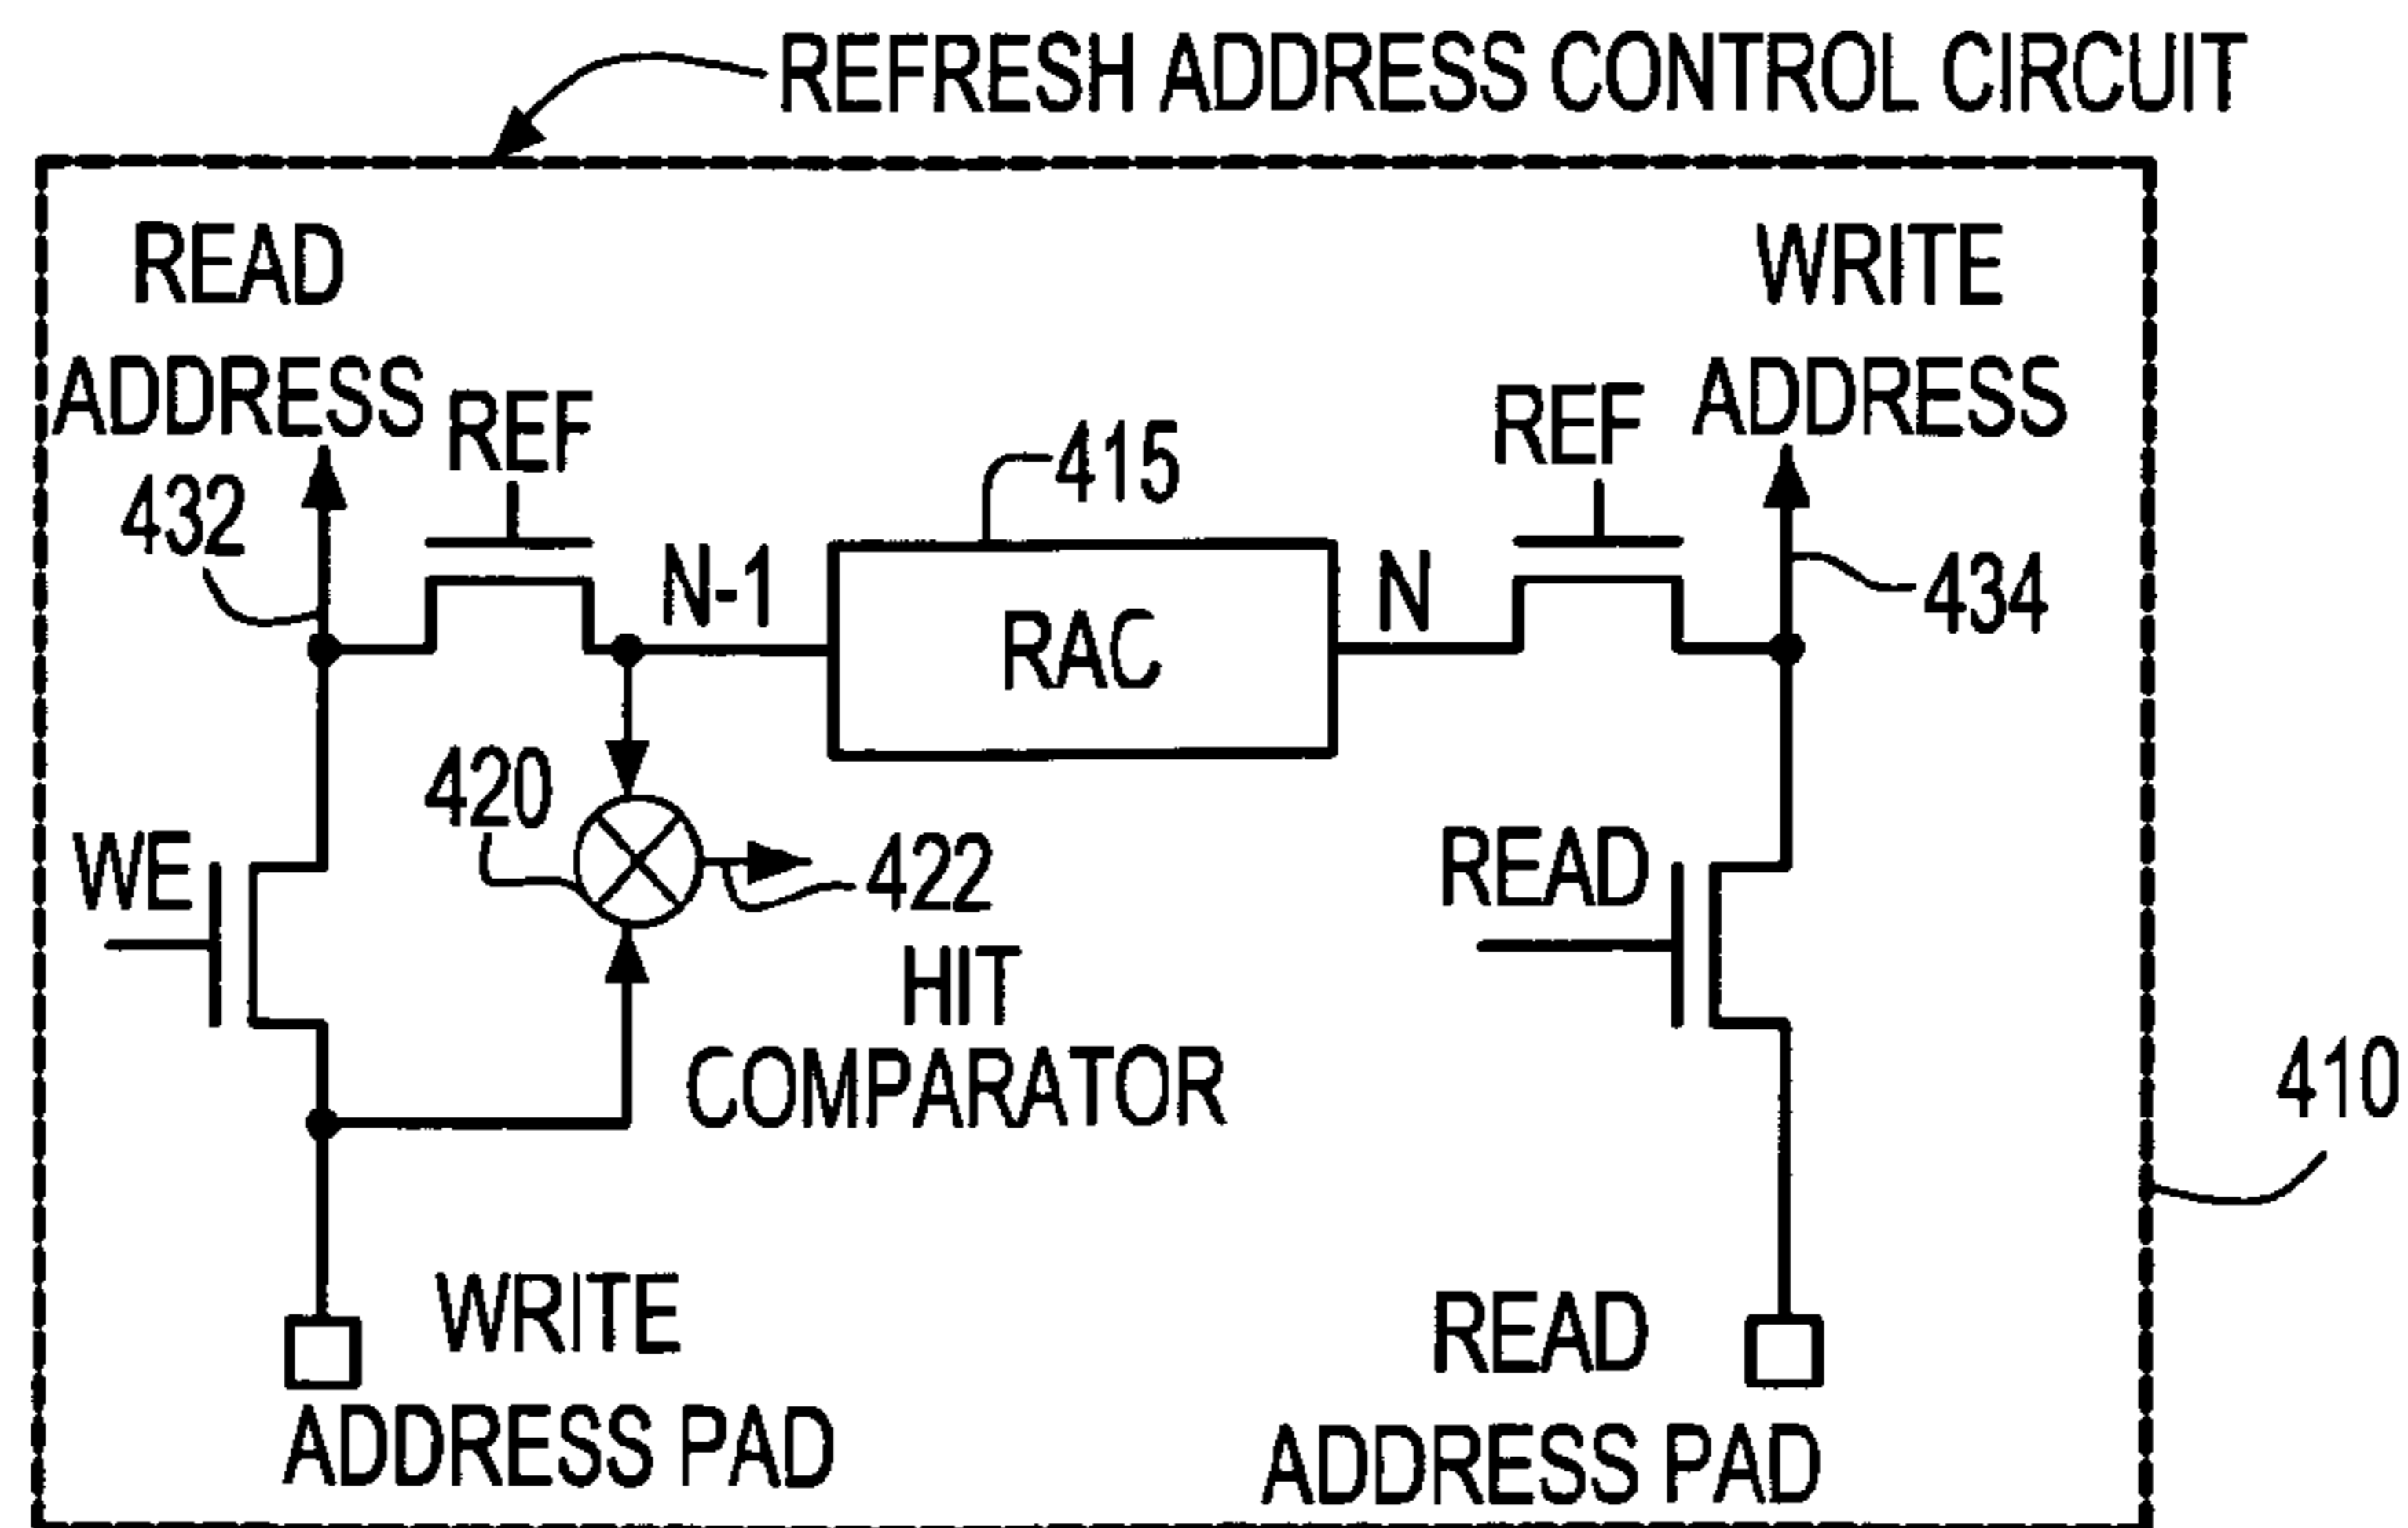 REFRESH ADDRESS CONTROL CIRCUIT
READ
ADDRESS
WRITE
ADDRESS
REF
REF
432
415
434
N-1
N
RAC
420
WE
422
READ
HIT
COMPARATOR
410
WRITE
ADDRESS PAD
READ
ADDRESS PAD